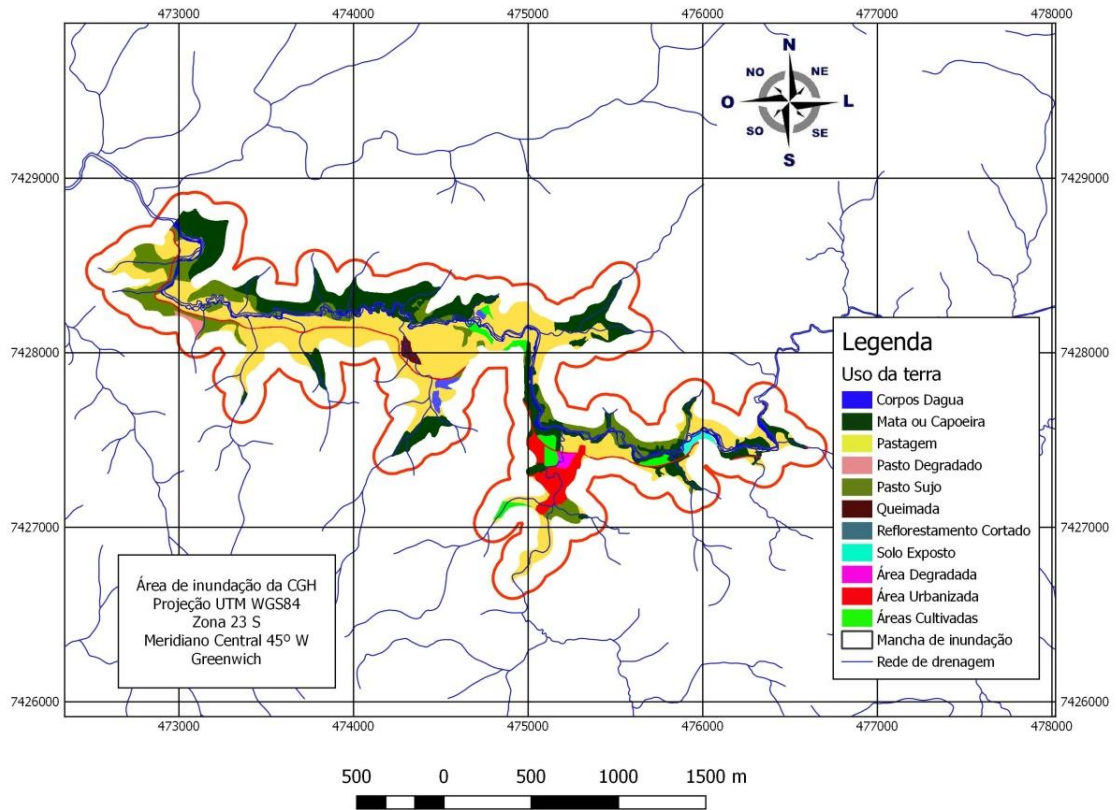 473000 474000 475000 476000 477000 478000
N
NO NE
O L
SO SE
S
7429000 7429000
7428000 7428000
7427000 7427000
7426000 7426000
Legenda
Uso da terra
Corpos Dagua
Mata ou Capoeira
Pastagem
Pasto Degradado
Pasto Sujo
Queimada
Reflorestamento Cortado
Solo Exposto
Área Degradada
Área Urbanizada
Áreas Cultivadas
Mancha de inundação
Rede de drenagem
Área de inundação da CGH
Projeção UTM WGS84
Zona 23 S
Meridiano Central 45º W
Greenwich
473000 474000 475000 476000 477000 478000
500 0 500 1000 1500 m